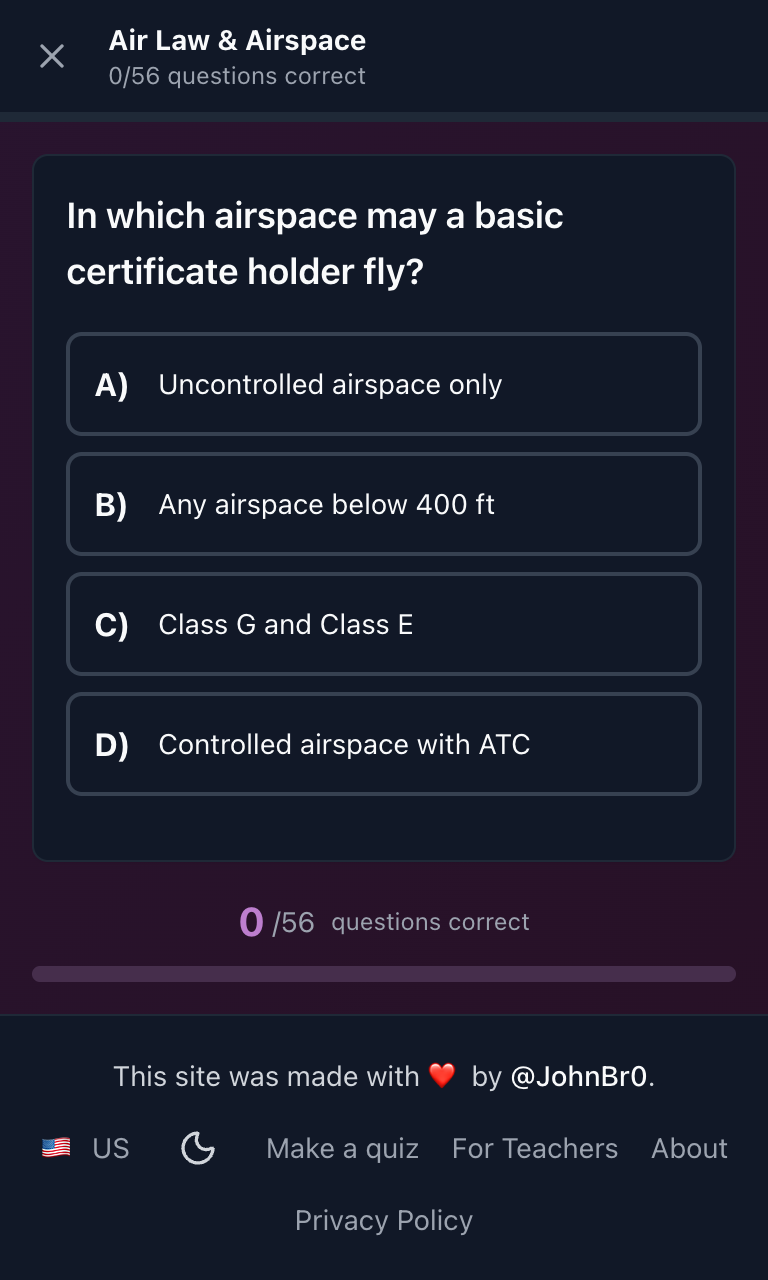 Air Law & Airspace
0/56 questions correct
In which airspace may a basic
certificate holder fly?
A) Uncontrolled airspace only
B) Any airspace below 400 ft
C) Class G and Class E
D) Controlled airspace with ATC
0 /56 questions correct
This site was made with ❤️ by @JohnBr0.
🇺🇸 US Make a quiz For Teachers About
Privacy Policy